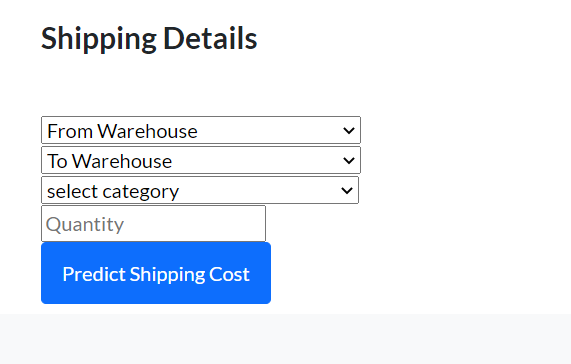 Shipping Details
From Warehouse
To Warehouse
select category
Quantity
Predict Shipping Cost